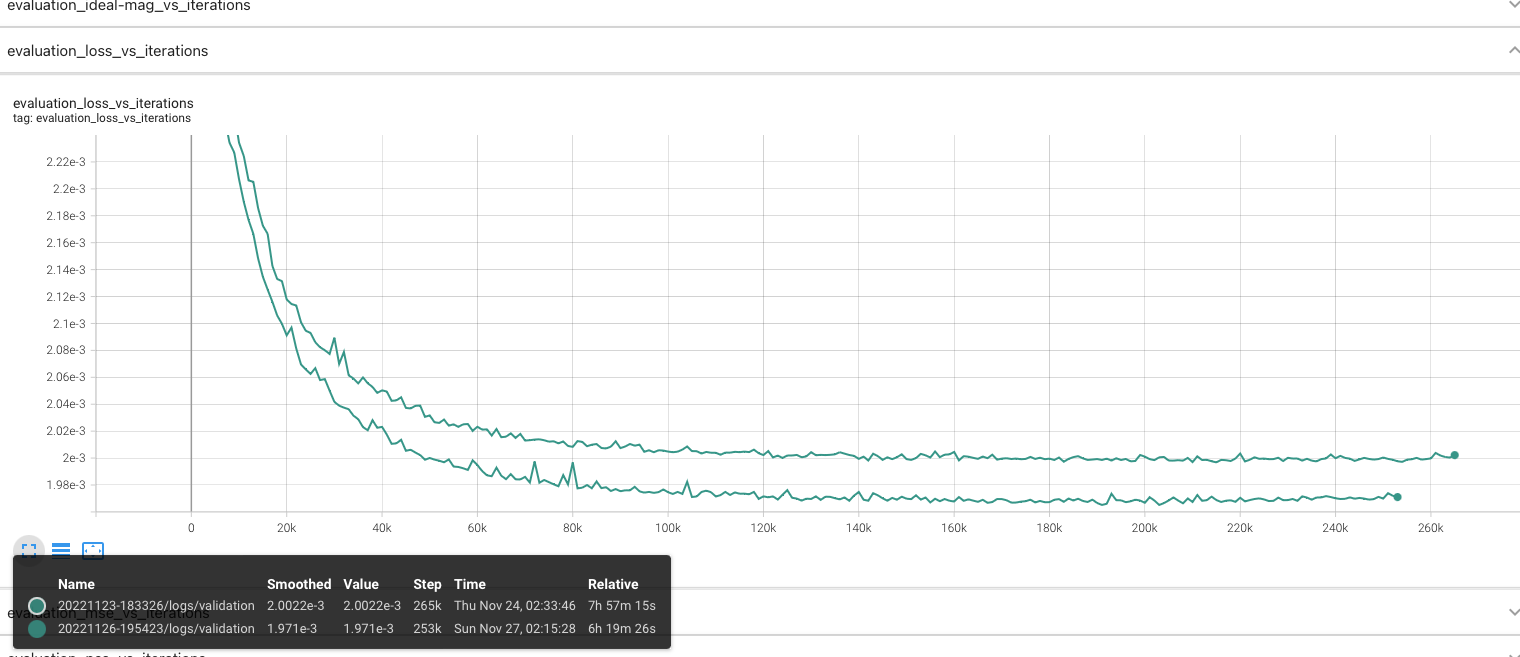 evaluation_ideal-mag_vs_iterations
evaluation_loss_vs_iterations
evaluation_loss_vs_iterations
tag: evaluation_loss_vs_iterations
2.22e-3
2.2e-3
2.18e-3
2.16e-3
2.14e-3
2.12e-3
2.1e-3
2.08e-3
2.06e-3
2.04e-3
2.02e-3
2e-3
1.98e-3
0 20k 40k 60k 80k 100k 120k 140k 160k 180k 200k 220k 240k 260k
Name Smoothed Value Step Time Relative
20221123-183326/logs/validation 2.0022e-3 2.0022e-3 265k Thu Nov 24, 02:33:46 7h 57m 15s
evaluation_mse_vs_iterations
20221126-195423/logs/validation 1.971e-3 1.971e-3 253k Sun Nov 27, 02:15:28 6h 19m 26s